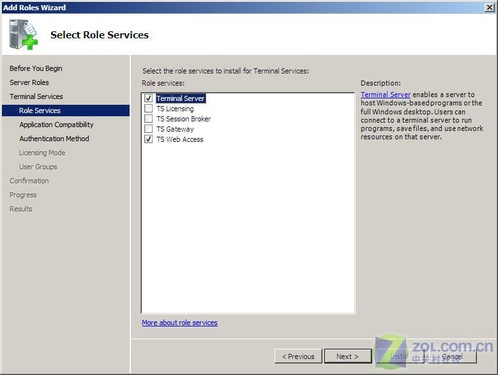 Add Roles Wizard
Select Role Services
Before You Begin
Server Roles
Terminal Services
Role Services
Application Compatibility
Authentication Method
Licensing Mode
User Groups
Confirmation
Progress
Results
Select the role services to install for Terminal Services:
Role services:
Terminal Server
TS Licensing
TS Session Broker
TS Gateway
TS Web Access
More about role services
Description:
Terminal Server enables a server to
host Windows-based programs or the
full Windows desktop. Users can
connect to a terminal server to run
programs, save files, and use network
resources on that server.
< Previous
Next >
Install
Cancel
ZOL.COM.CN
中关村在线